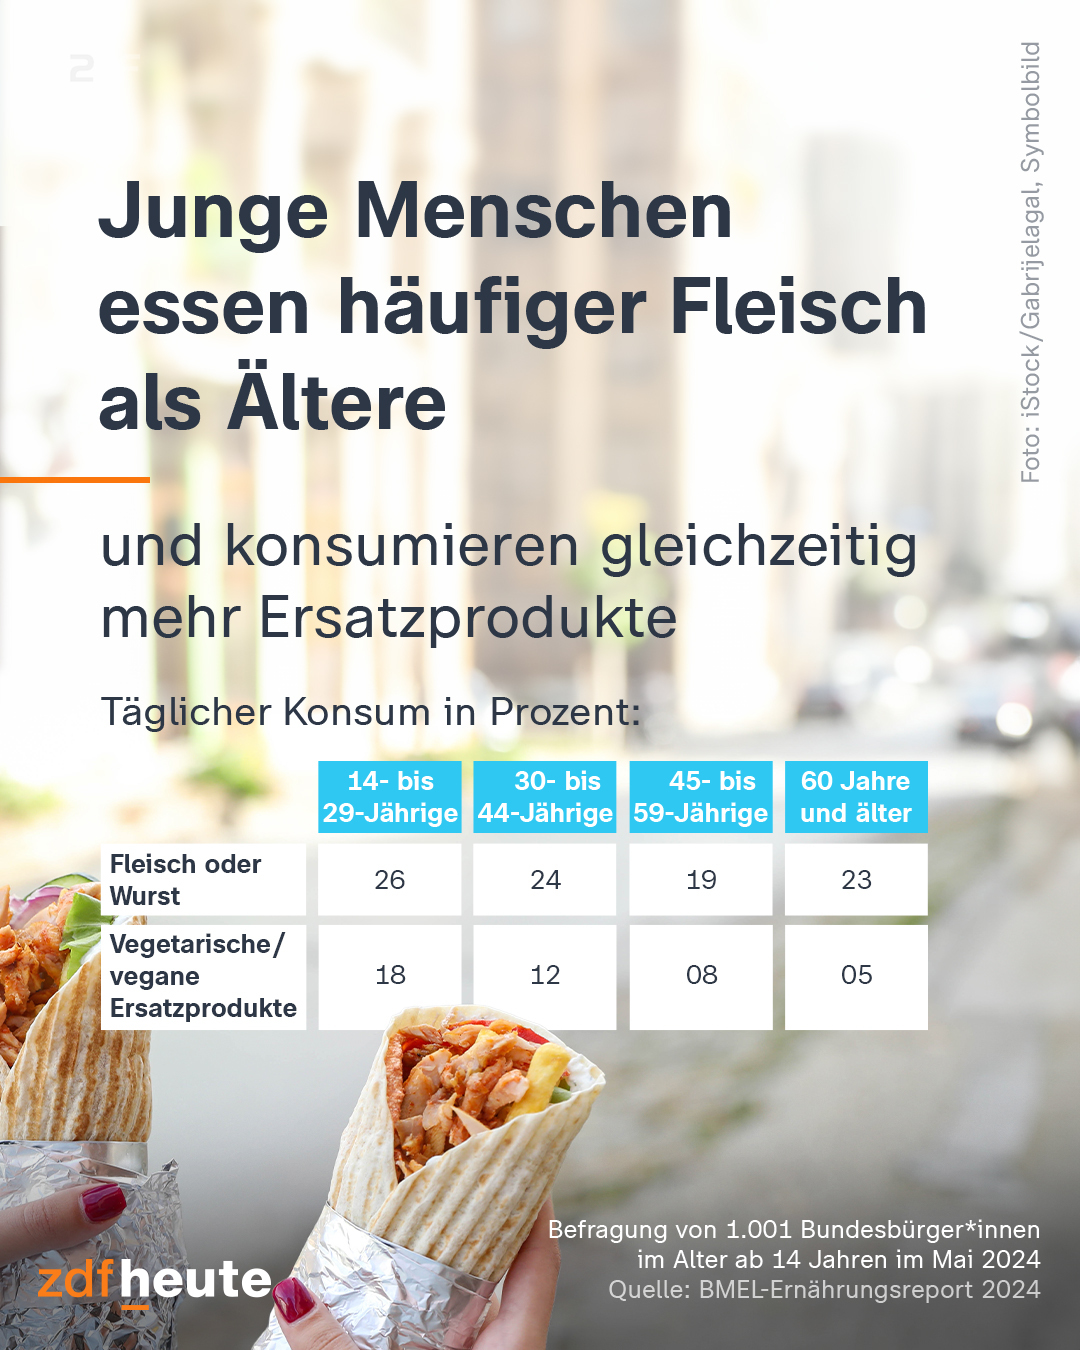 Foto: iStock/Gabrijelagal, Symbolbild
Junge Menschen
essen häufiger Fleisch
als Ältere
und konsumieren gleichzeitig
mehr Ersatzprodukte
Täglicher Konsum in Prozent:
14- bis 29-Jährige 30- bis 44-Jährige 45- bis 59-Jährige 60 Jahre und älter
Fleisch oder Wurst 26 24 19 23
Vegetarische/ vegane Ersatzprodukte 18 12 08 05
Befragung von 1.001 Bundesbürger*innen
im Alter ab 14 Jahren im Mai 2024
Quelle: BMEL-Ernährungsreport 2024
zdfheute